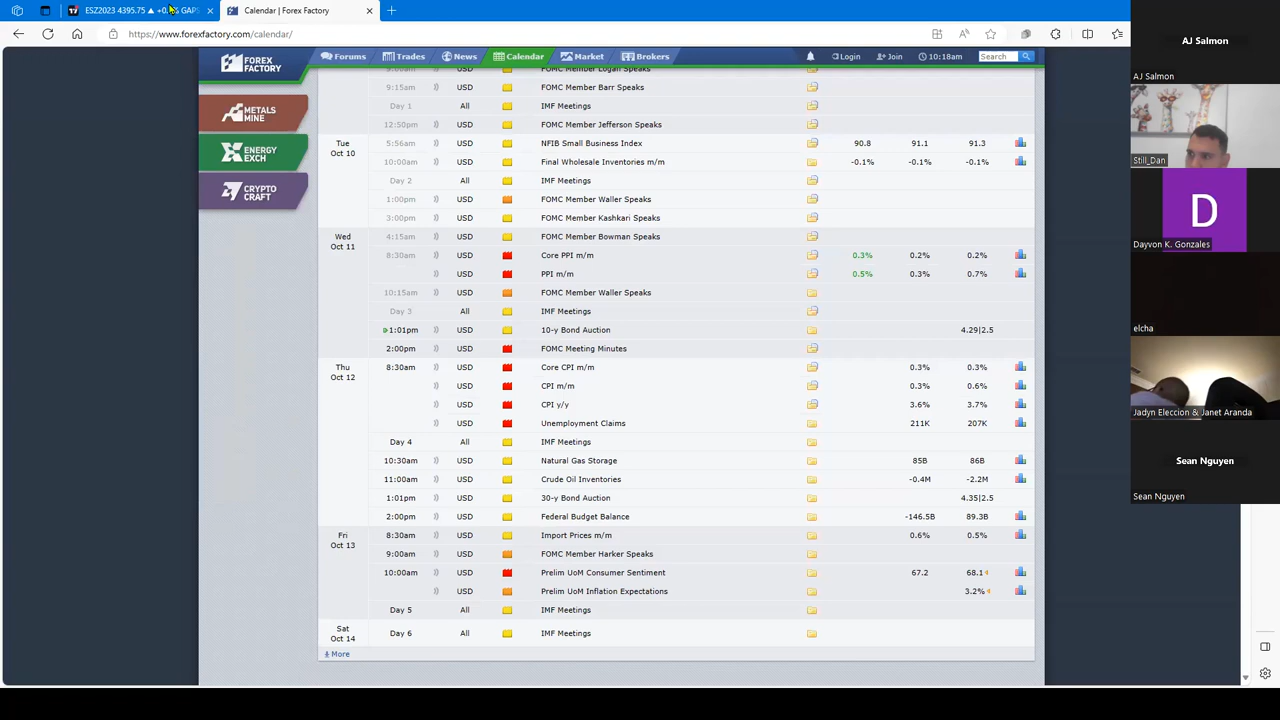 ESZ2023 4395.75 ▲ +0. % GAPS
Calendar | Forex Factory
https://www.forexfactory.com/calendar/
FOREX FACTORY
Forums Trades News Calendar Market Brokers Login Join 10:18am Search
METALS MINE
ENERGY EXCH
CRYPTO CRAFT
9:00am USD FOMC Member Logan Speaks
9:15am USD FOMC Member Barr Speaks
Day 1 All IMF Meetings
12:50pm USD FOMC Member Jefferson Speaks
Tue Oct 10 5:56am USD NFIB Small Business Index 90.8 91.1 91.3
10:00am USD Final Wholesale Inventories m/m -0.1% -0.1% -0.1%
Day 2 All IMF Meetings
1:00pm USD FOMC Member Waller Speaks
3:00pm USD FOMC Member Kashkari Speaks
Wed Oct 11 4:15am USD FOMC Member Bowman Speaks
8:30am USD Core PPI m/m 0.3% 0.2% 0.2%
USD PPI m/m 0.5% 0.3% 0.7%
10:15am USD FOMC Member Waller Speaks
Day 3 All IMF Meetings
1:01pm USD 10-y Bond Auction 4.29|2.5
2:00pm USD FOMC Meeting Minutes
Thu Oct 12 8:30am USD Core CPI m/m 0.3% 0.3%
USD CPI m/m 0.3% 0.6%
USD CPI y/y 3.6% 3.7%
USD Unemployment Claims 211K 207K
Day 4 All IMF Meetings
10:30am USD Natural Gas Storage 85B 86B
11:00am USD Crude Oil Inventories -0.4M -2.2M
1:01pm USD 30-y Bond Auction 4.35|2.5
2:00pm USD Federal Budget Balance -146.5B 89.3B
Fri Oct 13 8:30am USD Import Prices m/m 0.6% 0.5%
9:00am USD FOMC Member Harker Speaks
10:00am USD Prelim UoM Consumer Sentiment 67.2 68.1
USD Prelim UoM Inflation Expectations 3.2%
Day 5 All IMF Meetings
Sat Oct 14 Day 6 All IMF Meetings
More
AJ Salmon
AJ Salmon
Still_Dan
D
Dayvon K. Gonzales
elcha
Jadyn Eleccion & Janet Aranda
Sean Nguyen
Sean Nguyen